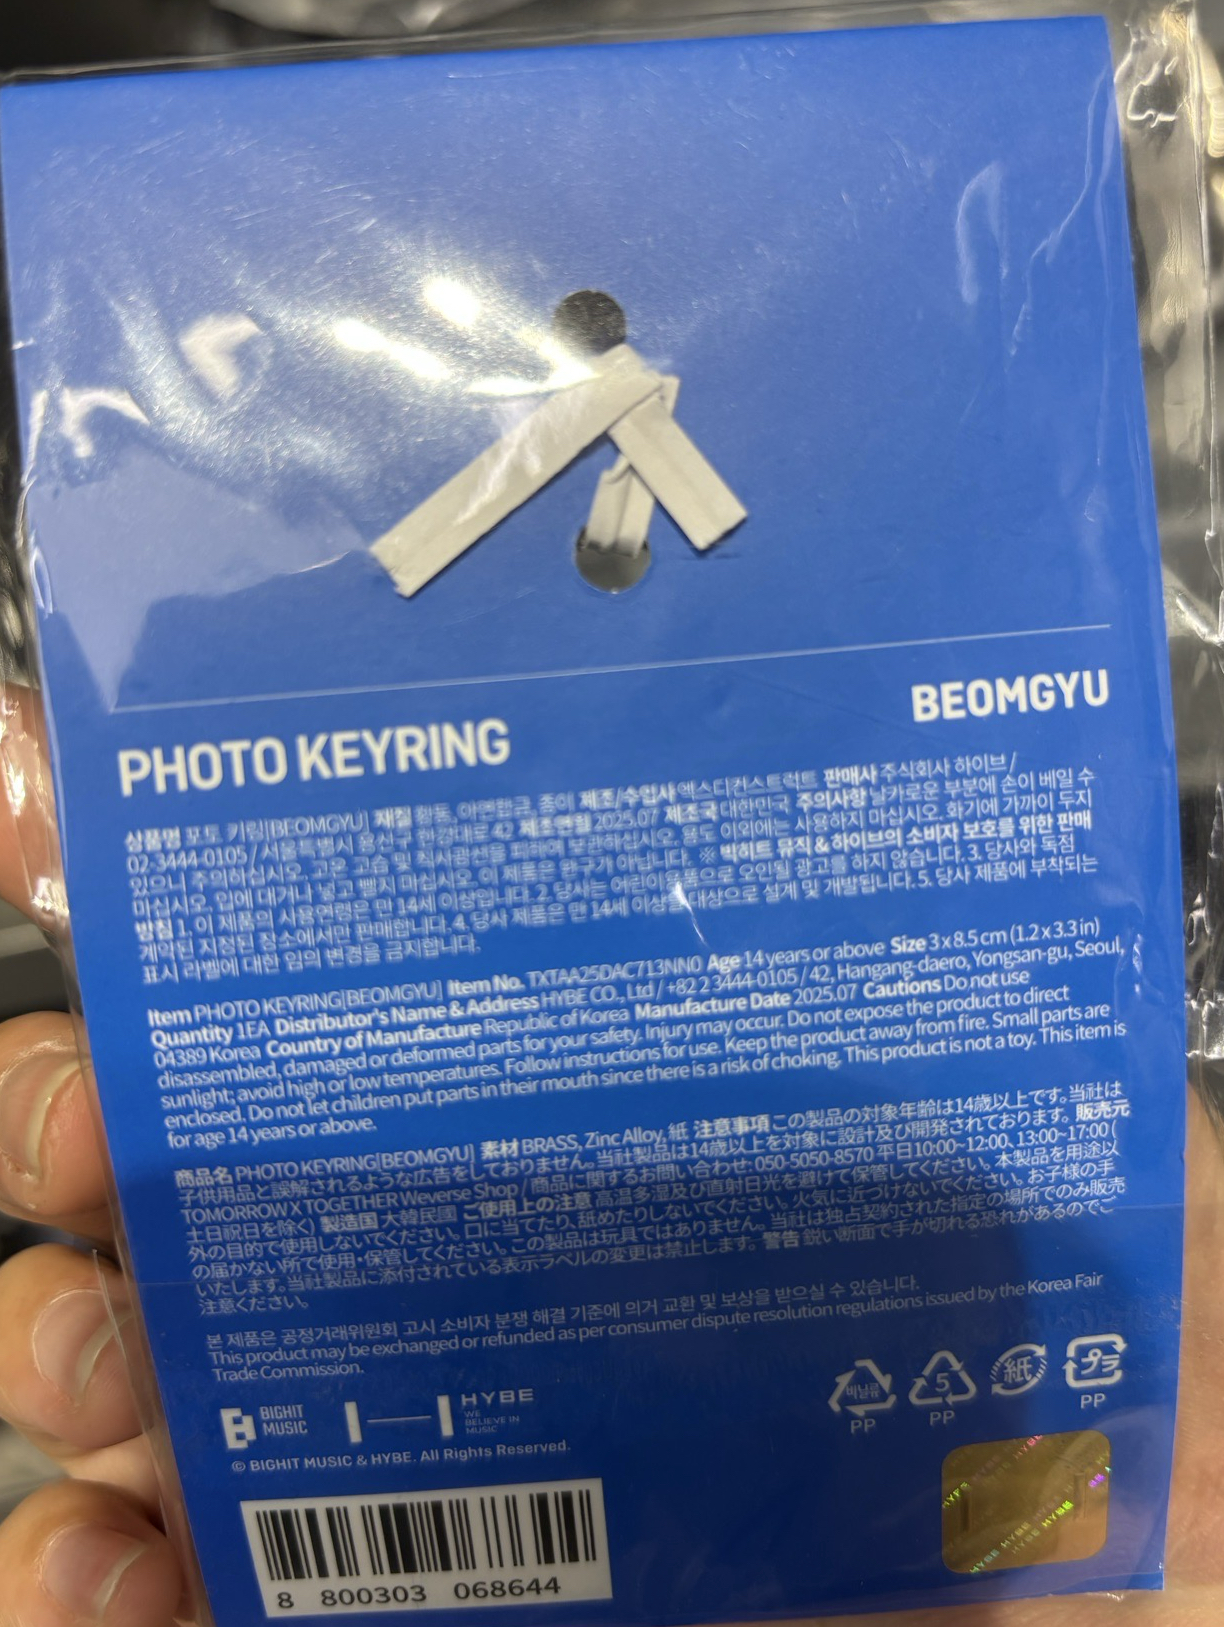 BEOMGYU
PHOTO KEYRING
상품명 포토 키링[BEOMGYU] 재질 황동, 아연합금, 종이 제조/수입사 엑스티컨스트럭트 판매사 주식회사 하이브 /
02-3444-0105 / 서울특별시 용산구 한강대로 42 제조연월 2025.07 제조국 대한민국 주의사항 날카로운 부분에 손이 베일 수
있으니 주의하십시오. 고온 고습 및 직사광선을 피하여 보관하십시오. 용도 이외에는 사용하지 마십시오. 화기에 가까이 두지
마십시오. 입에 대거나 넣고 빨지 마십시오. 이 제품은 완구가 아닙니다. ※ 빅히트 뮤직 & 하이브의 소비자 보호를 위한 판매
방침 1. 이 제품의 사용연령은 만 14세 이상입니다. 2. 당사는 어린이용품으로 오인될 광고를 하지 않습니다. 3. 당사와 독점
계약된 지정된 장소에서만 판매합니다. 4. 당사 제품은 만 14세 이상을 대상으로 설계 및 개발됩니다. 5. 당사 제품에 부착되는
표시 라벨에 대한 임의 변경을 금지합니다.
Item PHOTO KEYRING[BEOMGYU] Item No. TXTAA25DAC713NN0 Age 14 years or above Size 3 x 8.5 cm (1.2 x 3.3 in)
Quantity 1EA Distributor's Name & Address HYBE CO., Ltd / +82 2 3444-0105 / 42, Hangang-daero, Yongsan-gu, Seoul,
04389 Korea Country of Manufacture Republic of Korea Manufacture Date 2025.07 Cautions Do not use
disassembled, damaged or deformed parts for your safety. Injury may occur. Do not expose the product to direct
sunlight; avoid high or low temperatures. Follow instructions for use. Keep the product away from fire. Small parts are
enclosed. Do not let children put parts in their mouth since there is a risk of choking. This product is not a toy. This item is
for age 14 years or above.
商品名 PHOTO KEYRING[BEOMGYU] 素材 BRASS, Zinc Alloy, 紙 注意事項 この製品の対象年齢は14歳以上です。当社は
子供用品と誤解されるような広告をしておりません。当社製品は14歳以上を対象に設計及び開発されております。 販売元
TOMORROW X TOGETHER Weverse Shop / 商品に関するお問い合わせ: 050-5050-8570 平日10:00~12:00、13:00~17:00 (
土日祝日を除く) 製造国 大韓民國 ご使用上の注意 高温多湿及び直射日光を避けて保管してください。本製品を用途以
外の目的で使用しないでください。口に当てたり、舐めたりしないでください。火気に近づけないでください。お子様の手
の届かない所で使用・保管してください。この製品は玩具ではありません。当社は独占契約された指定の場所でのみ販売
いたします。当社製品に添付されている表示ラベルの変更は禁止します。 警告 鋭い断面で手が切れる恐れがあるのでご
注意ください。
본 제품은 공정거래위원회 고시 소비자 분쟁 해결 기준에 의거 교환 및 보상을 받으실 수 있습니다.
This product may be exchanged or refunded as per consumer dispute resolution regulations issued by the Korea Fair
Trade Commission.
BIGHIT
MUSIC
HYBE
WE
BELIEVE IN
MUSIC
© BIGHIT MUSIC & HYBE. All Rights Reserved.
비닐류
PP
5
PP
紙
プラ
PP
HYBE HYBE
HYBE HYBE
8 800303 068644